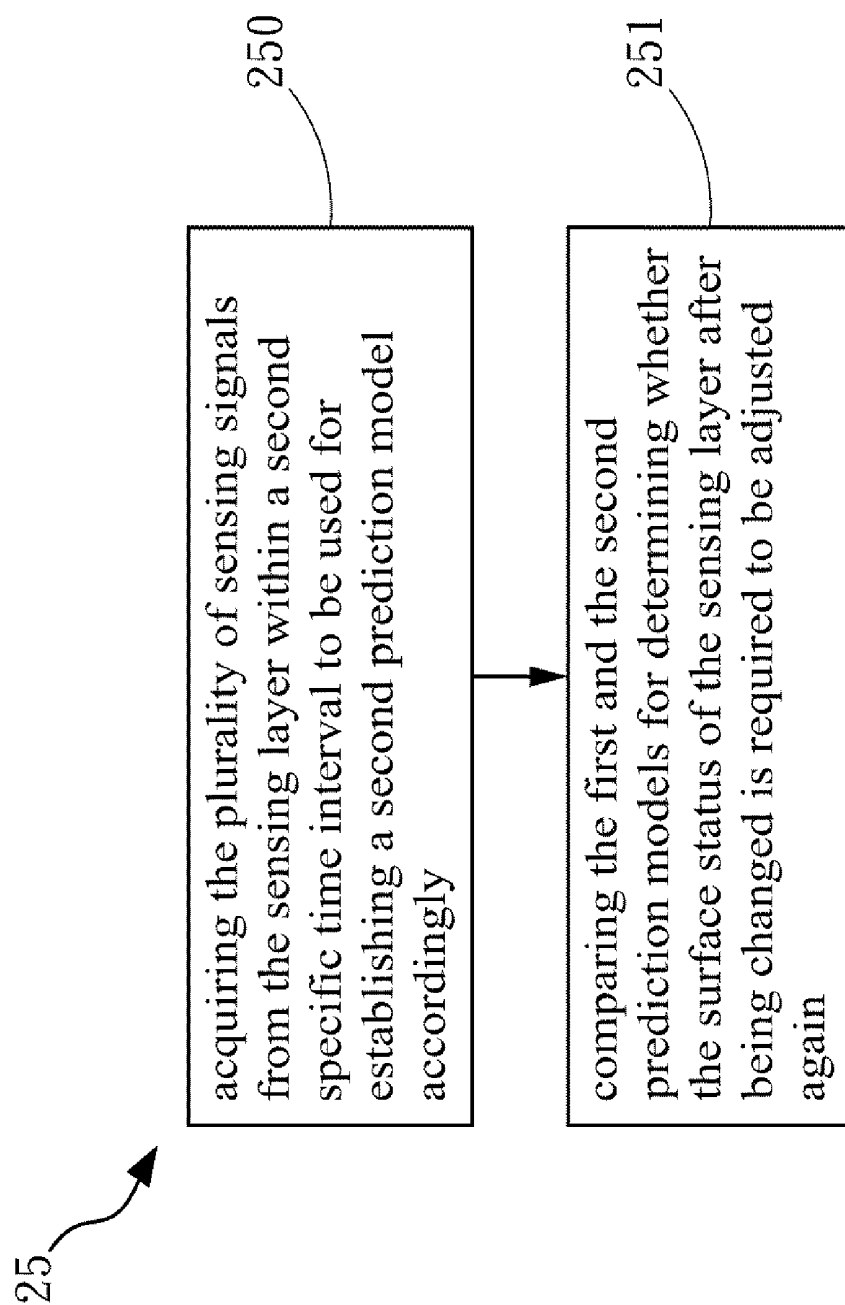 25
acquiring the plurality of sensing signals
from the sensing layer within a second
specific time interval to be used for
establishing a second prediction model
accordingly
250
comparing the first and the second
prediction models for determining whether
the surface status of the sensing layer after
being changed is required to be adjusted
again
251